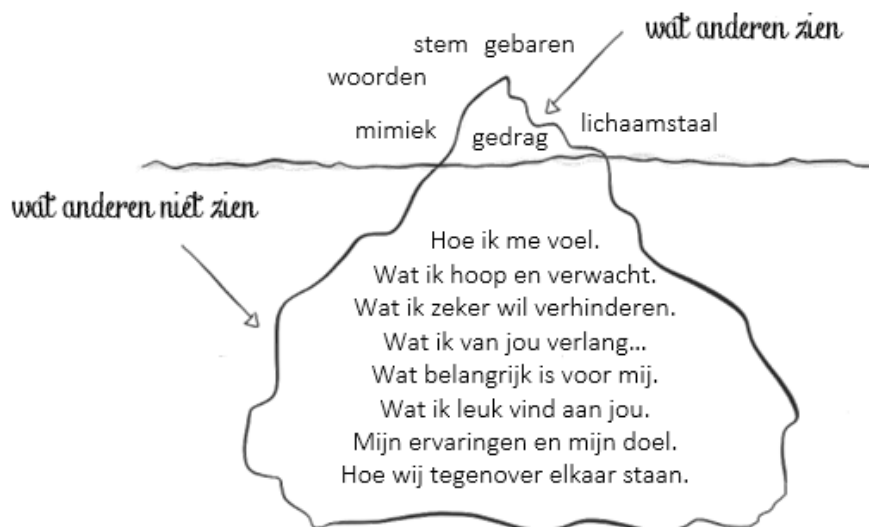 wat anderen zien
stem gebaren
woorden
mimiek
gedrag
lichaamstaal
wat anderen niet zien
Hoe ik me voel.
Wat ik hoop en verwacht.
Wat ik zeker wil verhinderen.
Wat ik van jou verlang...
Wat belangrijk is voor mij.
Wat ik leuk vind aan jou.
Mijn ervaringen en mijn doel.
Hoe wij tegenover elkaar staan.